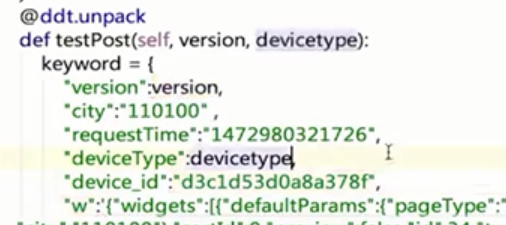 @ddt.unpack
def testPost(self, version, devicetype):
keyword = {
"version":version,
"city":"110100" ,
"requestTime":"1472980321726",
"deviceType":devicetype,
"device_id":"d3c1d53d0a8a378f",
"w":'{"widgets":[{"defaultParams":{"pageType":"